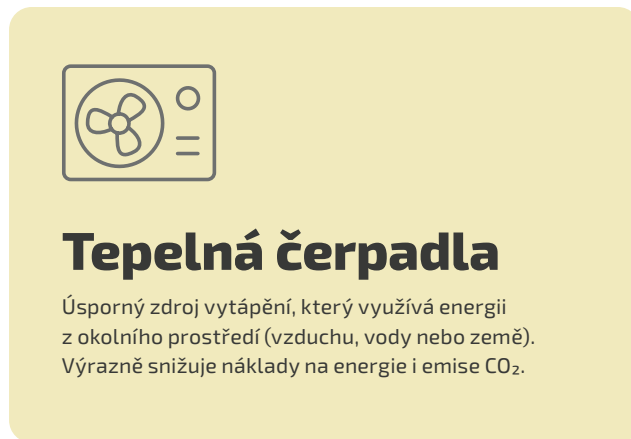 Tepelná čerpadla
Úsporný zdroj vytápění, který využívá energii
z okolního prostředí (vzduchu, vody nebo země).
Výrazně snižuje náklady na energie i emise CO₂.